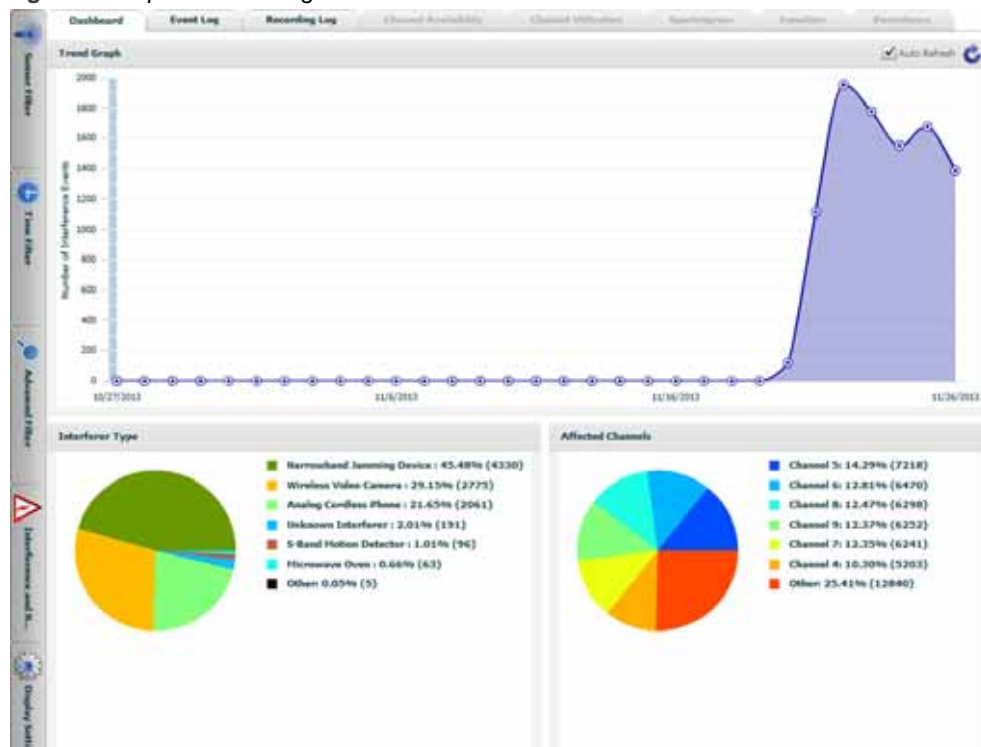 Dashboard
Event Log
Recording Log
Channel Availability
Channel Utilization
Trend Graph
Auto Refresh
Sensor Filter
Time Filter
Advanced Filter
Interference and
Display
Number of Interference Events
2000
1800
1600
1400
1200
1000
800
600
400
200
0
10/27/2013
11/6/2013
11/16/2013
11/26/2013
Interferer Type
Narrowband Jamming Device : 45.48% (4330)
Wireless Video Camera : 29.15% (2775)
Analog Cordless Phone : 21.65% (2061)
Unknown Interferer : 2.01% (191)
S-Band Motion Detector : 1.01% (96)
Microwave Oven : 0.66% (63)
Other: 0.05% (5)
Affected Channels
Channel 5: 14.29% (7218)
Channel 6: 12.81% (6470)
Channel 8: 12.47% (6298)
Channel 9: 12.37% (6252)
Channel 7: 12.35% (6241)
Channel 4: 10.30% (5203)
Other: 25.41% (12840)